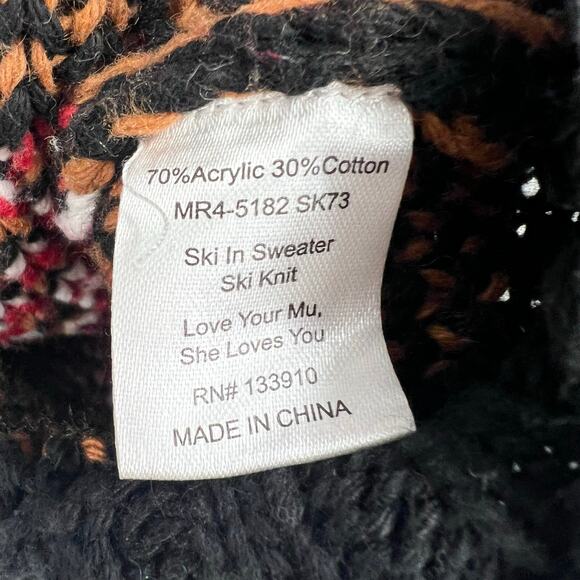 70%Acrylic 30%Cotton
MR4-5182 SK73
Ski In Sweater
Ski Knit
Love Your Mu,
She Loves You
RN# 133910
MADE IN CHINA